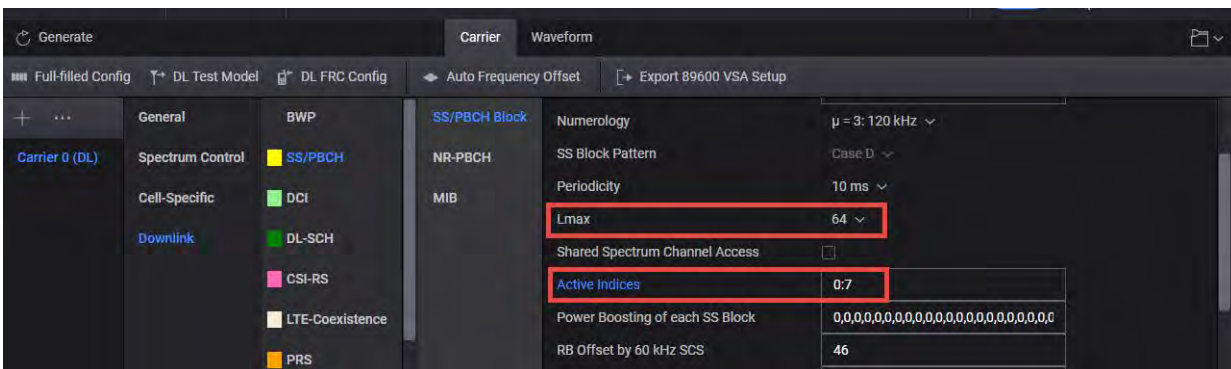 Generate
Carrier Waveform
Full-filled Config DL Test Model DL FRC Config Auto Frequency Offset Export 89600 VSA Setup
+ ... General BWP SS/PBCH Block Numerology μ = 3: 120 kHz
Carrier 0 (DL) Spectrum Control SS/PBCH NR-PBCH SS Block Pattern Case D
Cell-Specific DCI MIB Periodicity 10 ms
Downlink DL-SCH Lmax 64
Shared Spectrum Channel Access
CSI-RS Active Indices 0:7
LTE-Coexistence Power Boosting of each SS Block 0,0,0,0,0,0,0,0,0,0,0,0,0,0,0,0,0,0,0,0,0,0
PRS RB Offset by 60 kHz SCS 46